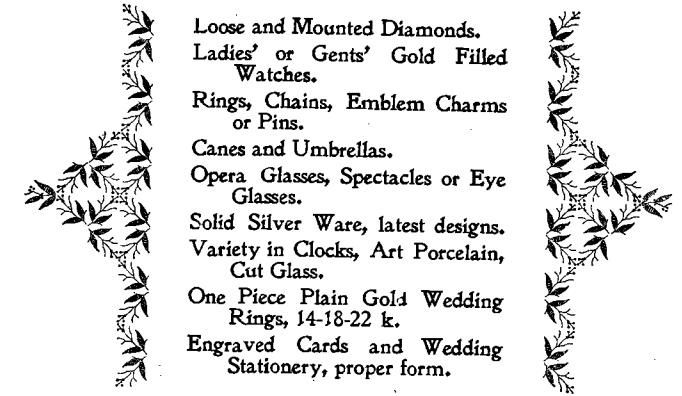 Loose and Mounted Diamonds.
Ladies' or Gents' Gold Filled
Watches.
Rings, Chains, Emblem Charms
or Pins.
Canes and Umbrellas.
Opera Glasses, Spectacles or Eye
Glasses.
Solid Silver Ware, latest designs.
Variety in Clocks, Art Porcelain,
Cut Glass.
One Piece Plain Gold Wedding
Rings, 14-18-22 k.
Engraved Cards and Wedding
Stationery, proper form.